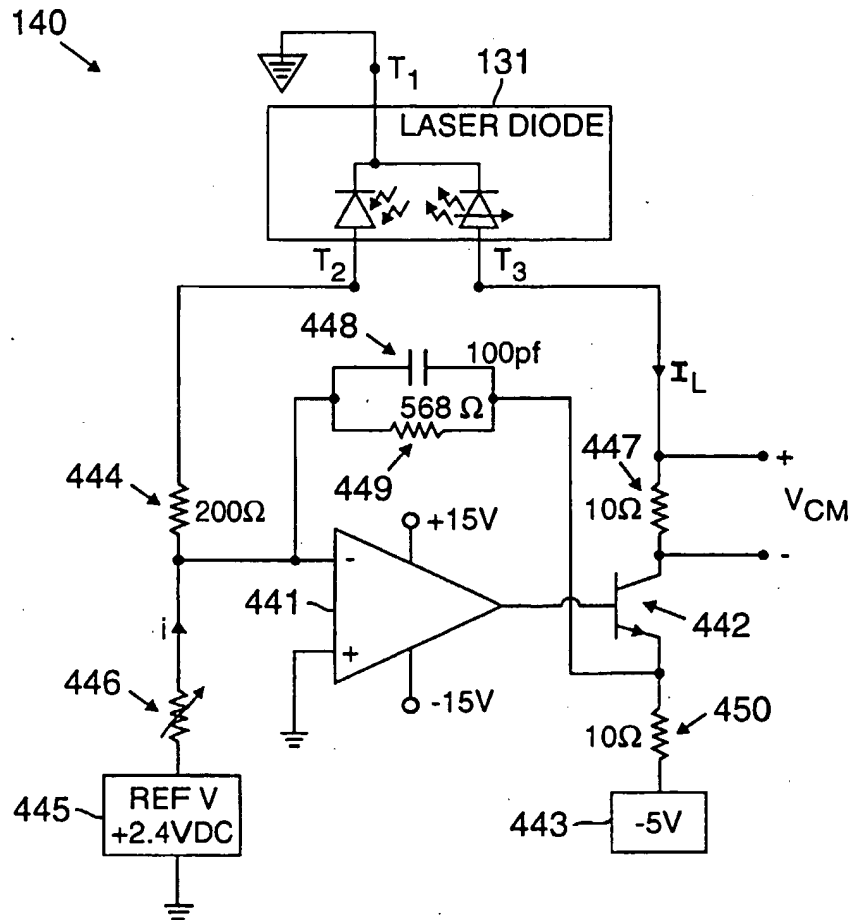 140
T1
131
LASER DIODE
T2
T3
448
100pf
IL
568 Ω
449
447
10Ω
+
VCM
-
444
200Ω
+15V
-
441
+
-15V
442
i
446
450
10Ω
445
REF V
+2.4VDC
443
-5V